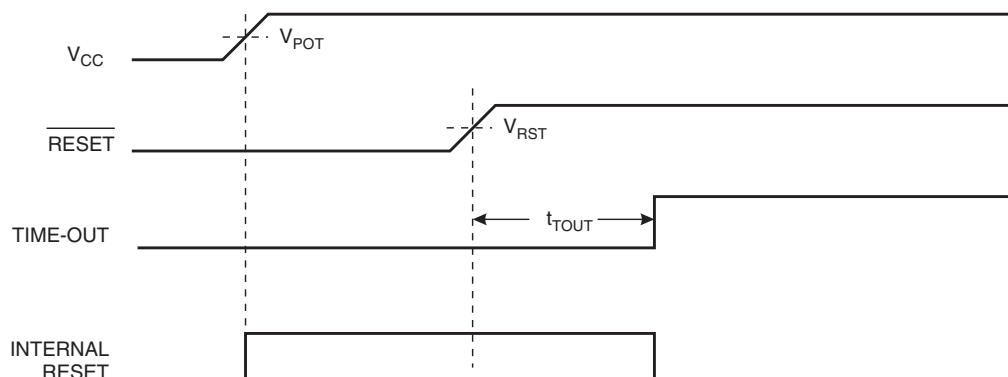 V_CC
V_POT
RESET
V_RST
TIME-OUT
t_TOUT
INTERNAL
RESET